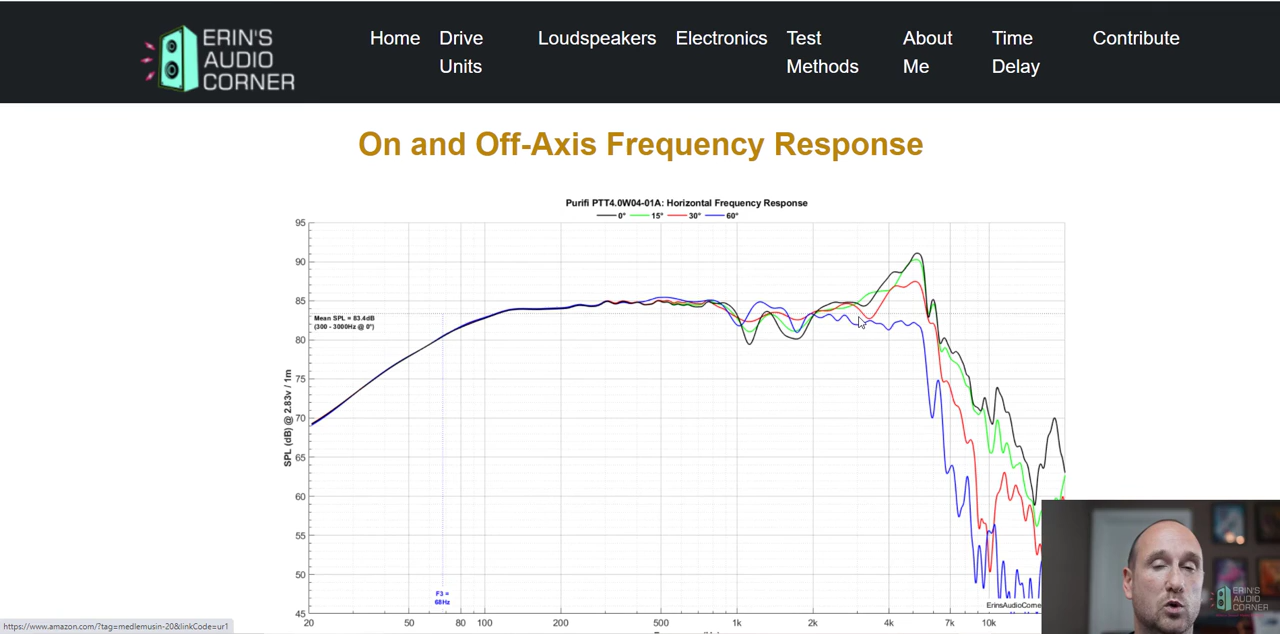 ERIN'S
AUDIO
CORNER
Home
Drive
Units
Loudspeakers
Electronics
Test
Methods
About
Me
Time
Delay
Contribute
On and Off-Axis Frequency Response
Purifi PTT4.0W04-01A: Horizontal Frequency Response
0° 15° 30° 60°
95
90
85
80
75
70
65
60
55
50
45
SPL (dB) @ 2.83v / 1m
Mean SPL = 83.4dB
(300 - 3000Hz @ 0°)
F3 =
68Hz
ErinsAudioCorne
20 50 80 100 200 500 1k 2k 4k 7k 10k
ERIN'S
AUDIO
CORNER
https://www.amazon.com/?tag=medlemusin-20&linkCode=ur1